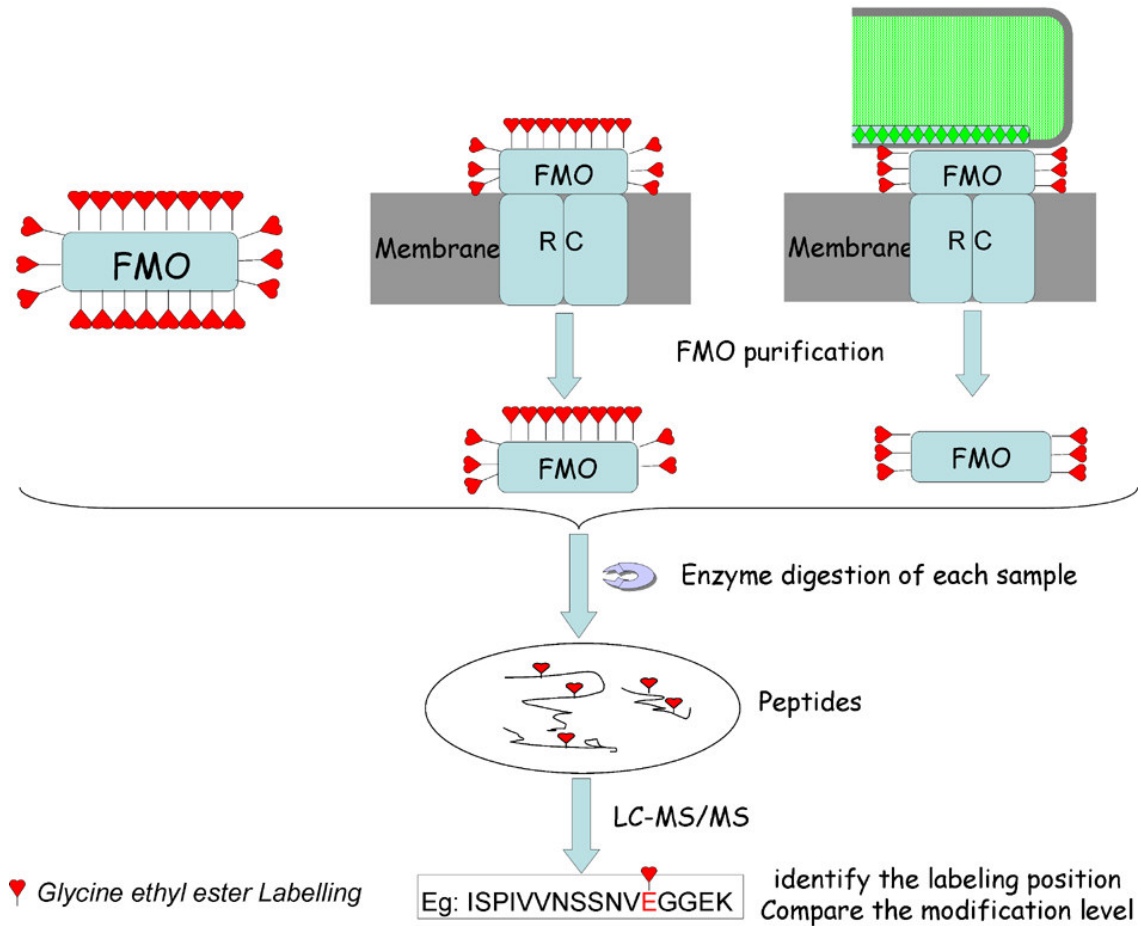 FMO
FMO
FMO
Membrane
R C
Membrane
R C
FMO purification
FMO
FMO
Enzyme digestion of each sample
Peptides
LC-MS/MS
Glycine ethyl ester Labelling
Eg: ISPIVVNSSNVEGGEK
identify the labeling position
Compare the modification level